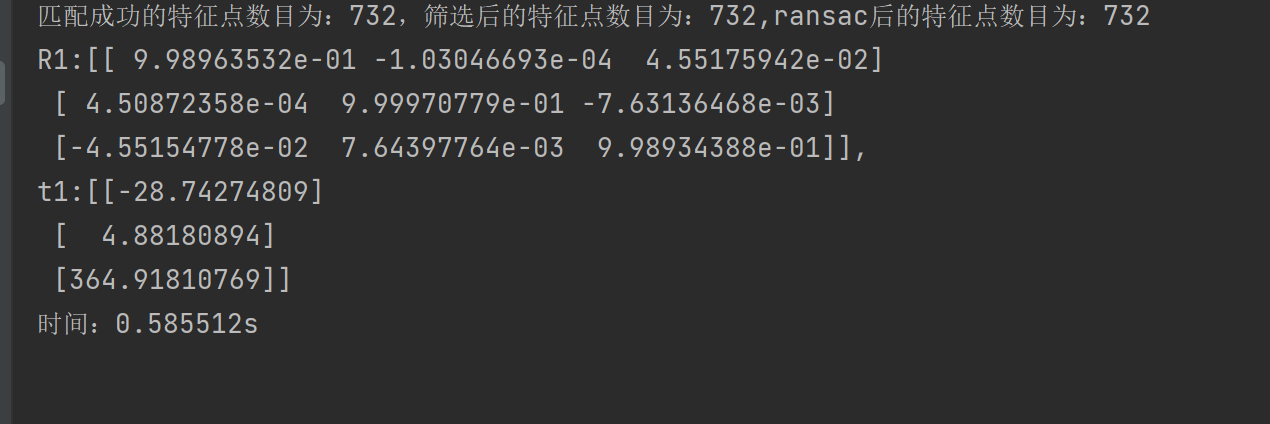 匹配成功的特征点数目为：732，筛选后的特征点数目为：732,ransac后的特征点数目为：732
R1:[[ 9.98963532e-01 -1.03046693e-04  4.55175942e-02]
 [ 4.50872358e-04  9.99970779e-01 -7.63136468e-03]
 [-4.55154778e-02  7.64397764e-03  9.98934388e-01]],
t1:[[-28.74274809]
 [  4.88180894]
 [364.91810769]]
时间：0.585512s